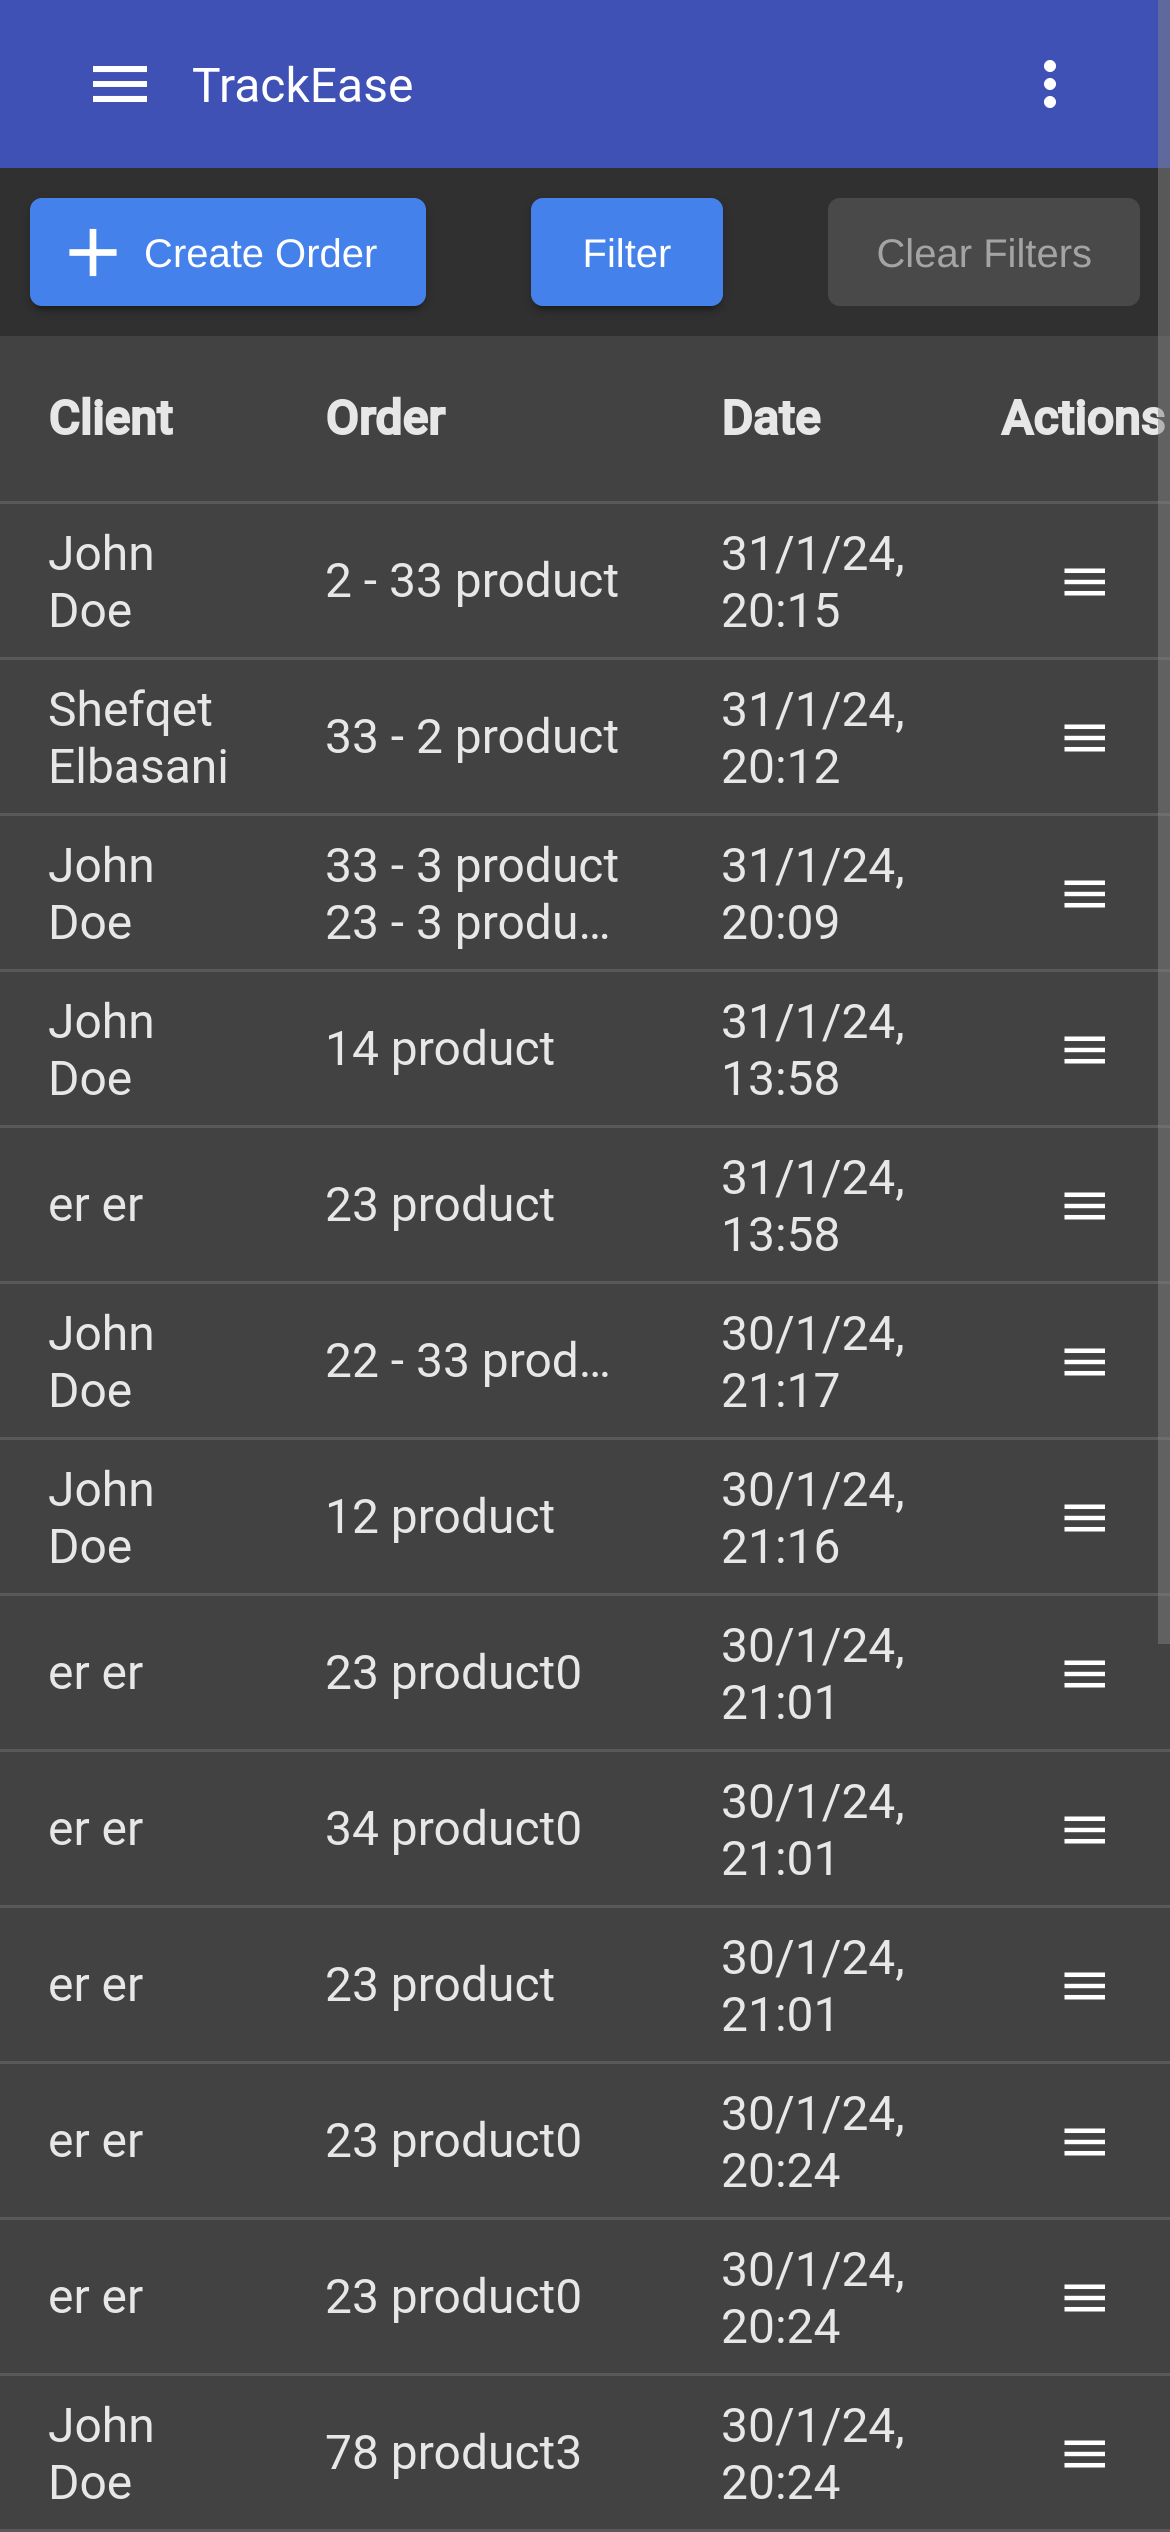 TrackEase
Create Order
Filter
Clear Filters
Client
Order
Date
Actions
John
Doe
2 - 33 product
31/1/24,
20:15
Shefqet
Elbasani
33 - 2 product
31/1/24,
20:12
John
Doe
33 - 3 product
23 - 3 produ…
31/1/24,
20:09
John
Doe
14 product
31/1/24,
13:58
er er
23 product
31/1/24,
13:58
John
Doe
22 - 33 prod…
30/1/24,
21:17
John
Doe
12 product
30/1/24,
21:16
er er
23 product0
30/1/24,
21:01
er er
34 product0
30/1/24,
21:01
er er
23 product
30/1/24,
21:01
er er
23 product0
30/1/24,
20:24
er er
23 product0
30/1/24,
20:24
John
Doe
78 product3
30/1/24,
20:24